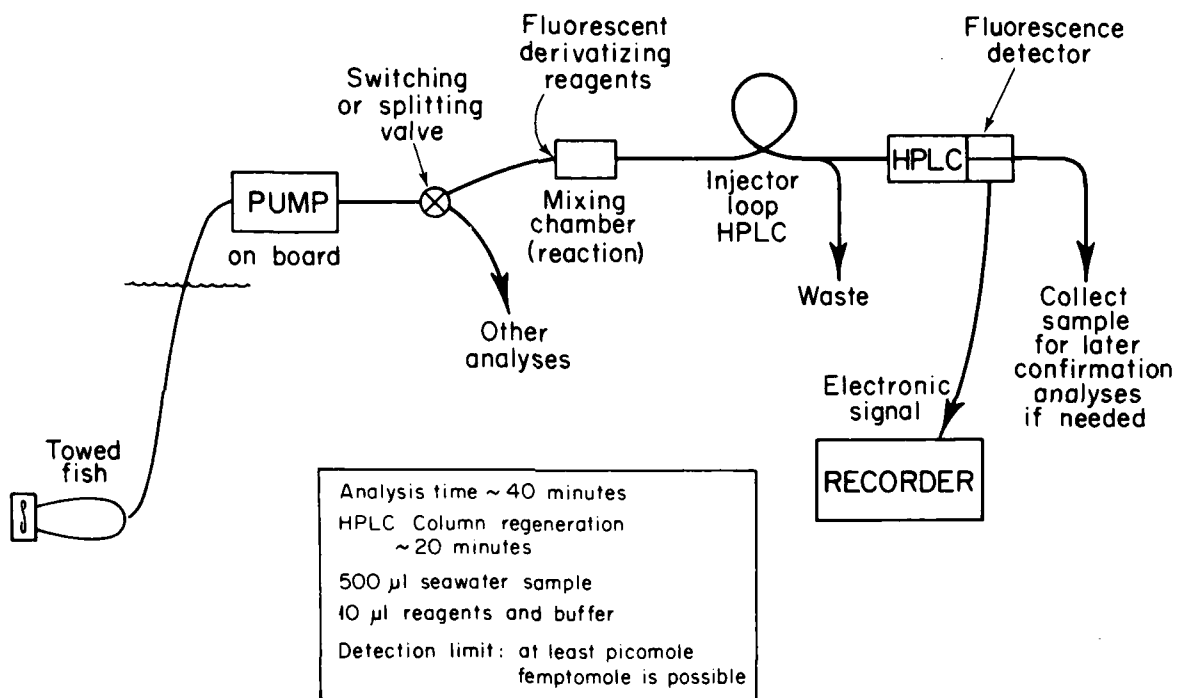 Fluorescent
derivatizing
reagents
Fluorescence
detector
Switching
or splitting
valve
HPLC
PUMP
on board
Mixing
chamber
(reaction)
Injector
loop
HPLC
Waste
Other
analyses
Collect
sample
for later
confirmation
analyses
if needed
Electronic
signal
RECORDER
Towed
fish
Analysis time ~ 40 minutes
HPLC Column regeneration
~ 20 minutes
500 µl seawater sample
10 µl reagents and buffer
Detection limit: at least picomole
femptomole is possible